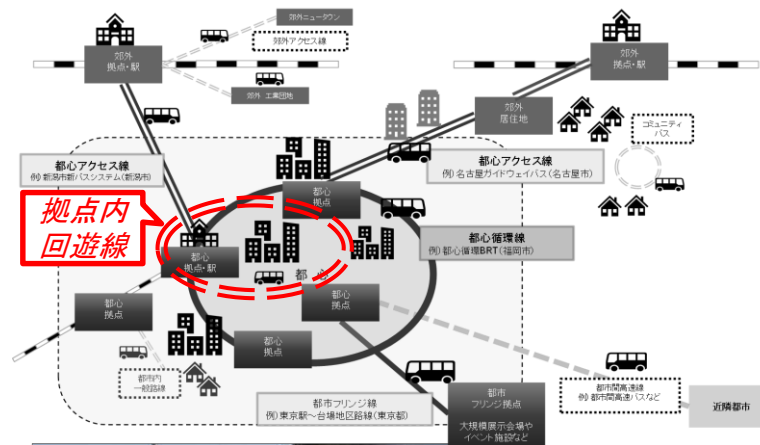 郊外ニュータウン
郊外アクセス線
郊外
拠点・駅
郊外 工業団地
郊外
拠点・駅
郊外
居住地
コミュニティ
バス
都心アクセス線
例) 新潟市新バスシステム(新潟市)
都心アクセス線
例) 名古屋ガイドウェイバス(名古屋市)
都心
拠点
拠点内
回遊線
都心循環線
例) 都心循環BRT(福岡市)
都心
拠点・駅
都 心
都心
拠点
都心
拠点
都心
拠点
都市内
一般路線
都市間高速線
例) 都市間高速バスなど
近隣都市
都市フリンジ線
例) 東京駅～台場地区路線(東京都)
都市
フリンジ拠点
大規模展示会場や
イベント施設など